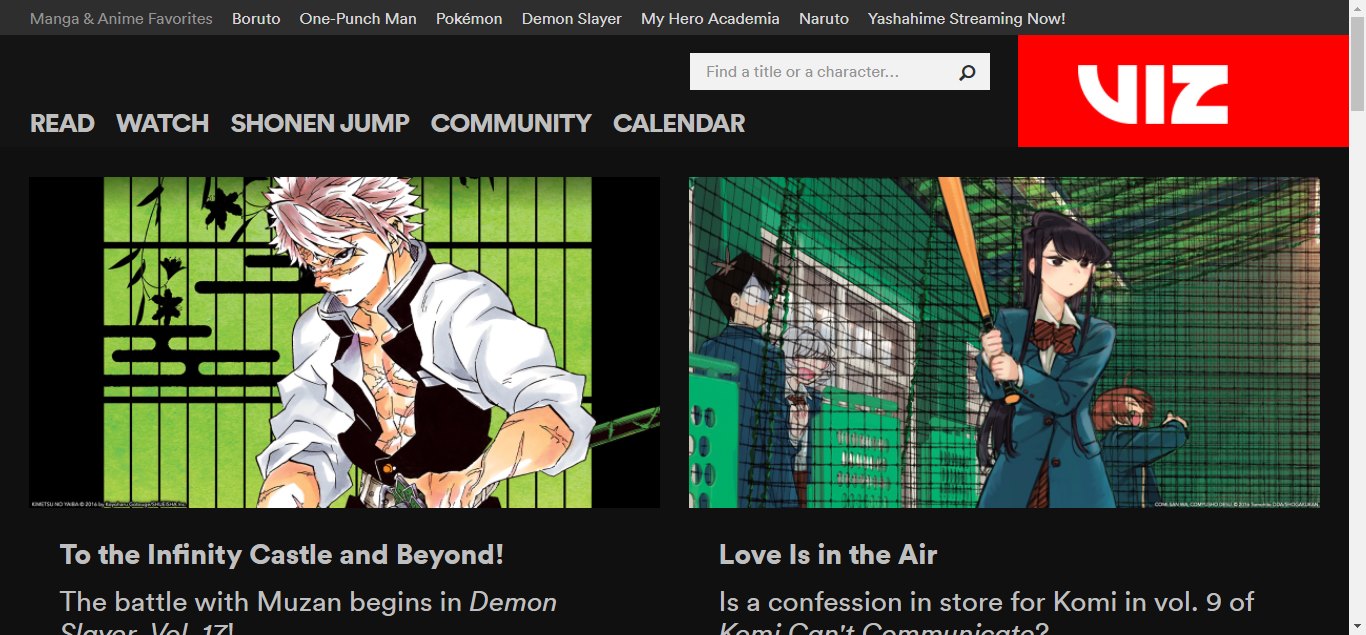 Manga & Anime Favorites Boruto One-Punch Man Pokémon Demon Slayer My Hero Academia Naruto Yashahime Streaming Now!
Find a title or a character...
VIZ
READ WATCH SHONEN JUMP COMMUNITY CALENDAR
KIMETSU NO YAIBA © 2016 by Koyoharu Gotouge/SHUEISHA Inc.
COMI-SAN WA, COMYUSHO DESU. © 2016 Tomohito ODA/SHOGAKUKAN
To the Infinity Castle and Beyond!
The battle with Muzan begins in Demon
Slayer, Vol. 17!
Love Is in the Air
Is a confession in store for Komi in vol. 9 of
Komi Can't Communicate?